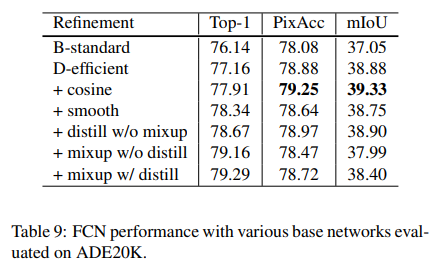 Refinement Top-1 PixAcc mIoU
B-standard 76.14 78.08 37.05
D-efficient 77.16 78.88 38.88
+ cosine 77.91 79.25 39.33
+ smooth 78.34 78.64 38.75
+ distill w/o mixup 78.67 78.97 38.90
+ mixup w/o distill 79.16 78.47 37.99
+ mixup w/ distill 79.29 78.72 38.40
Table 9: FCN performance with various base networks eval-
uated on ADE20K.